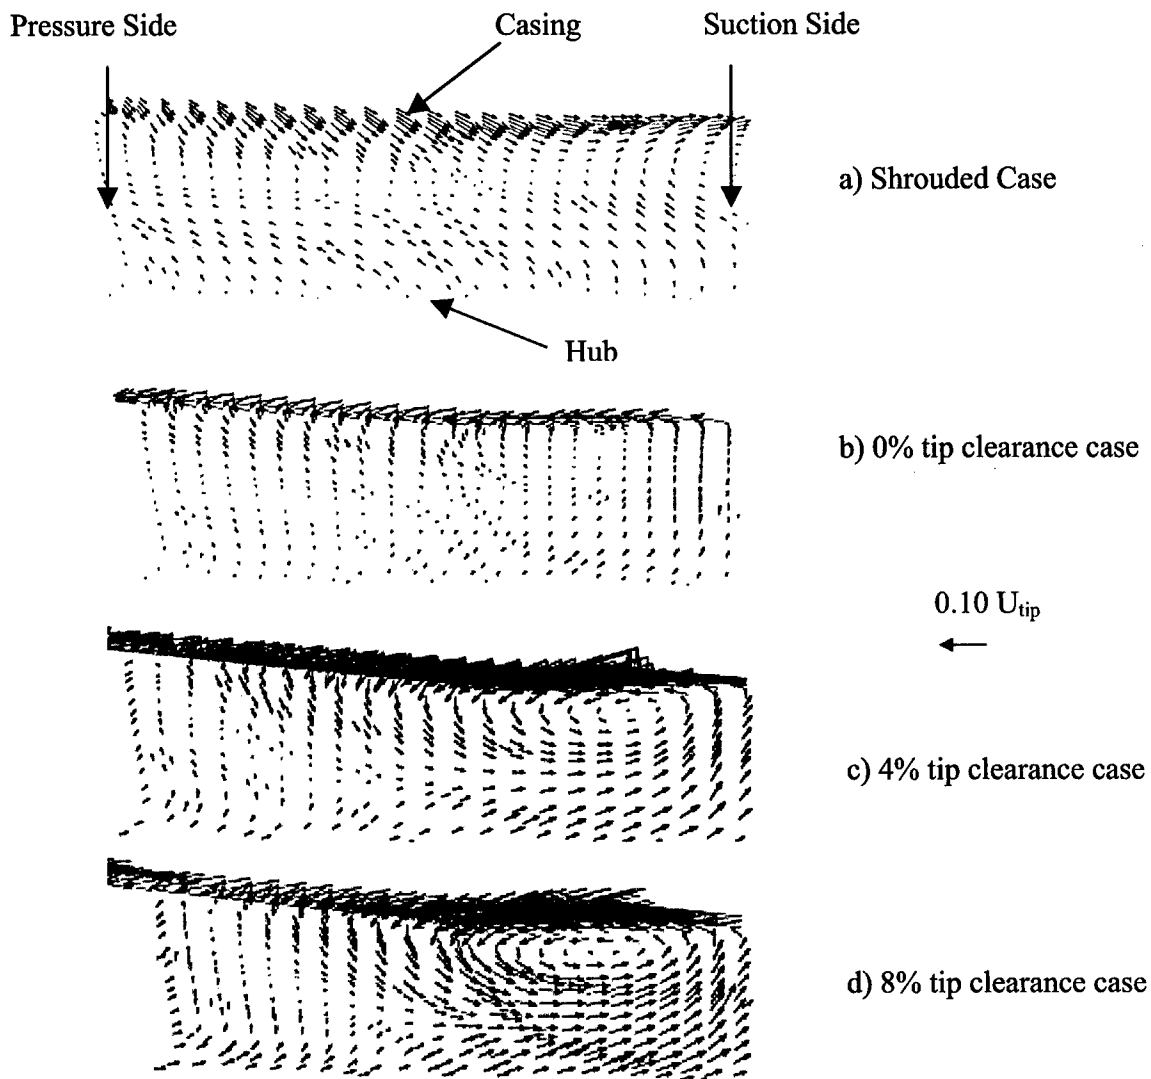 Pressure Side
Casing
Suction Side
a) Shrouded Case
Hub
b) 0% tip clearance case
0.10 Utip
c) 4% tip clearance case
d) 8% tip clearance case